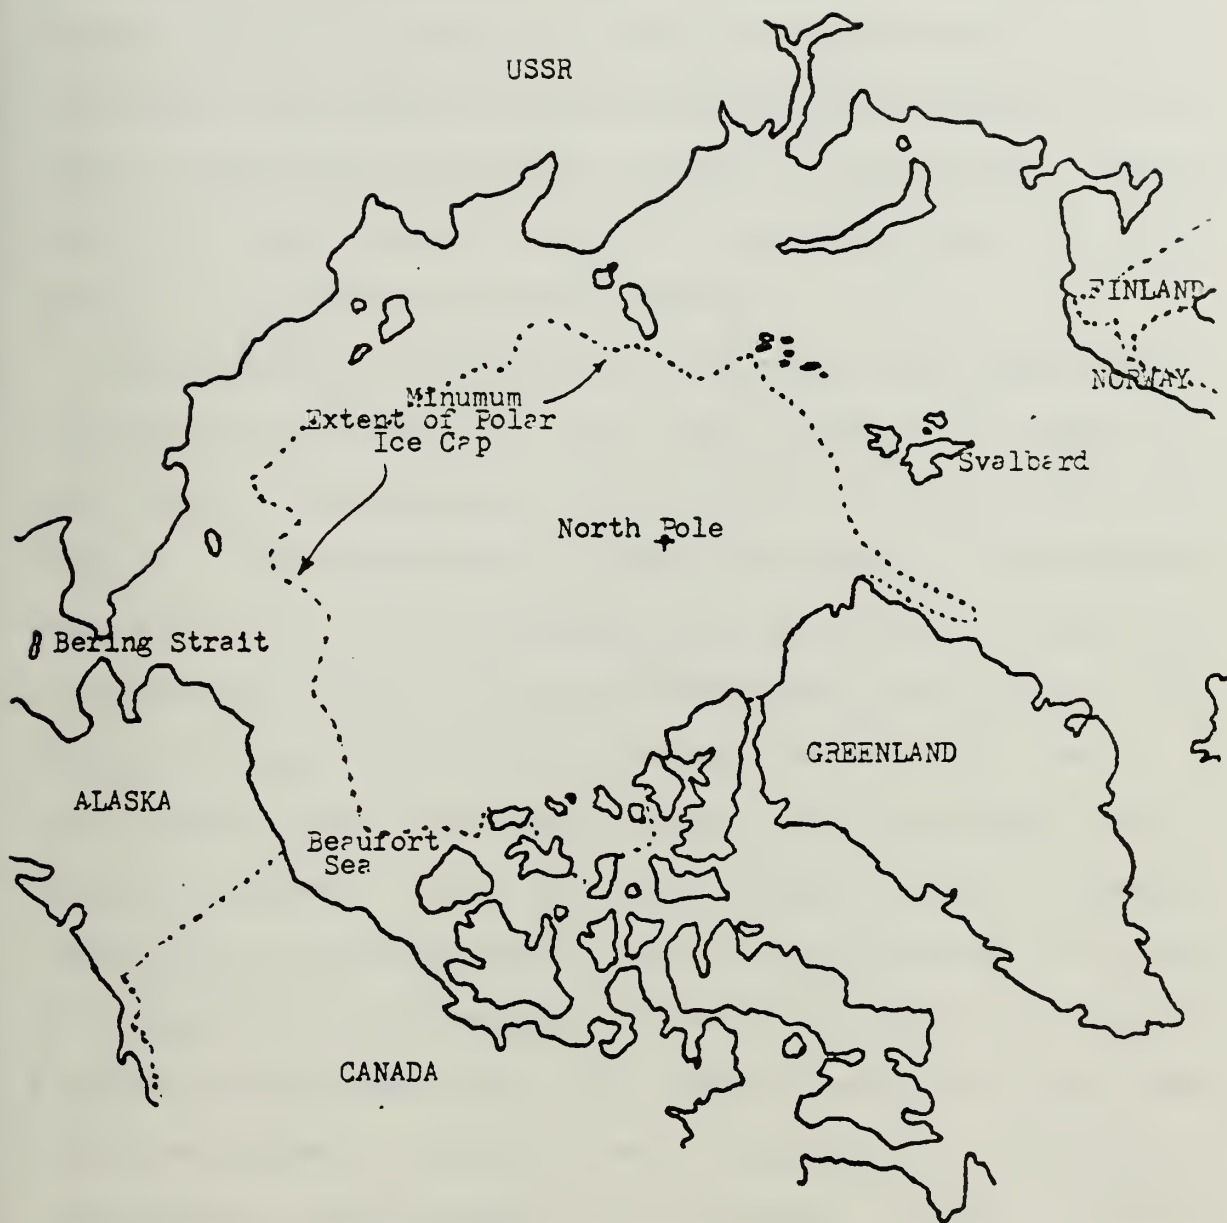 USSR
FINLAND
NORWAY
Minumum
Extent of Polar
Ice Cap
Svalbard
North Pole
Bering Strait
GREENLAND
ALASKA
Beaufort
Sea
CANADA